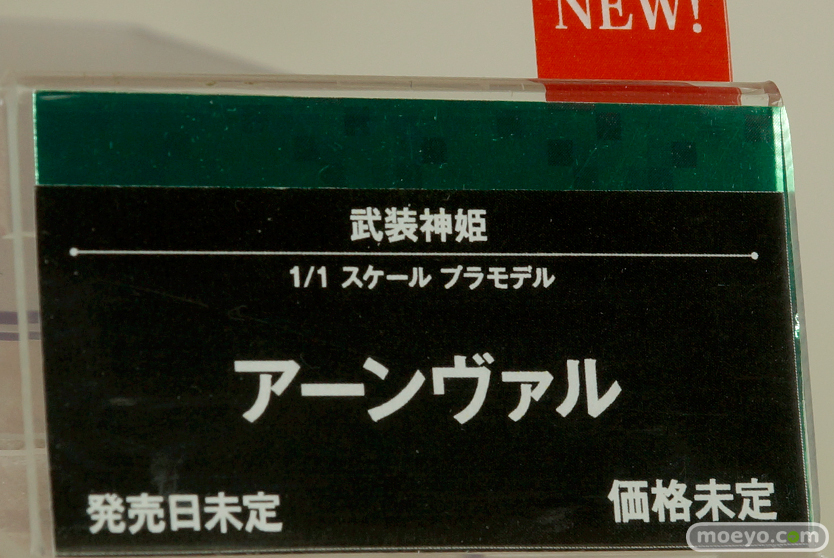 NEW!
武装神姫
1/1 スケール プラモデル
アーンヴァル
発売日未定
価格未定
moeyo.com